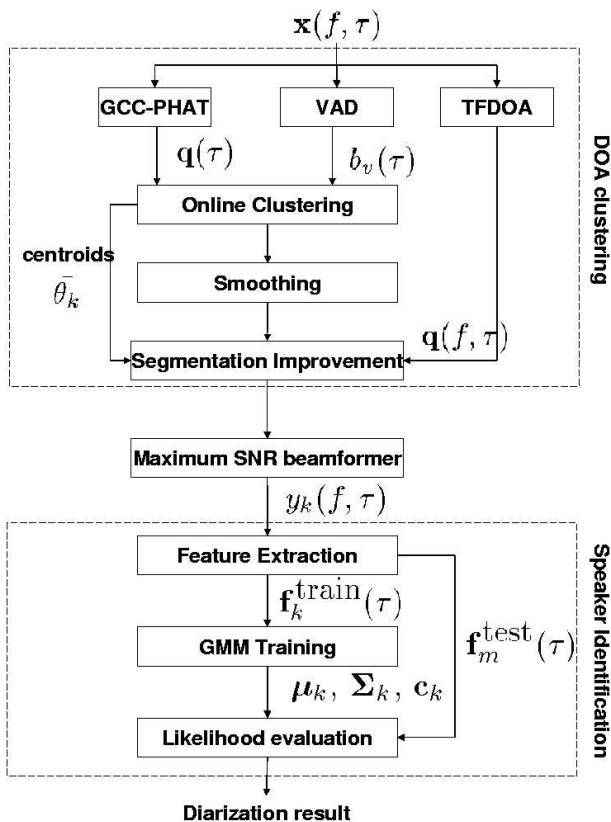 x(f, τ)
GCC-PHAT
VAD
TFDOA
q(τ)
b_v(τ)
DOA clustering
Online Clustering
centroids
θ̄_k
Smoothing
q(f, τ)
Segmentation Improvement
Maximum SNR beamformer
y_k(f, τ)
Feature Extraction
f_k^train(τ)
Speaker Identification
GMM Training
f_m^test(τ)
μ_k, Σ_k, c_k
Likelihood evaluation
Diarization result